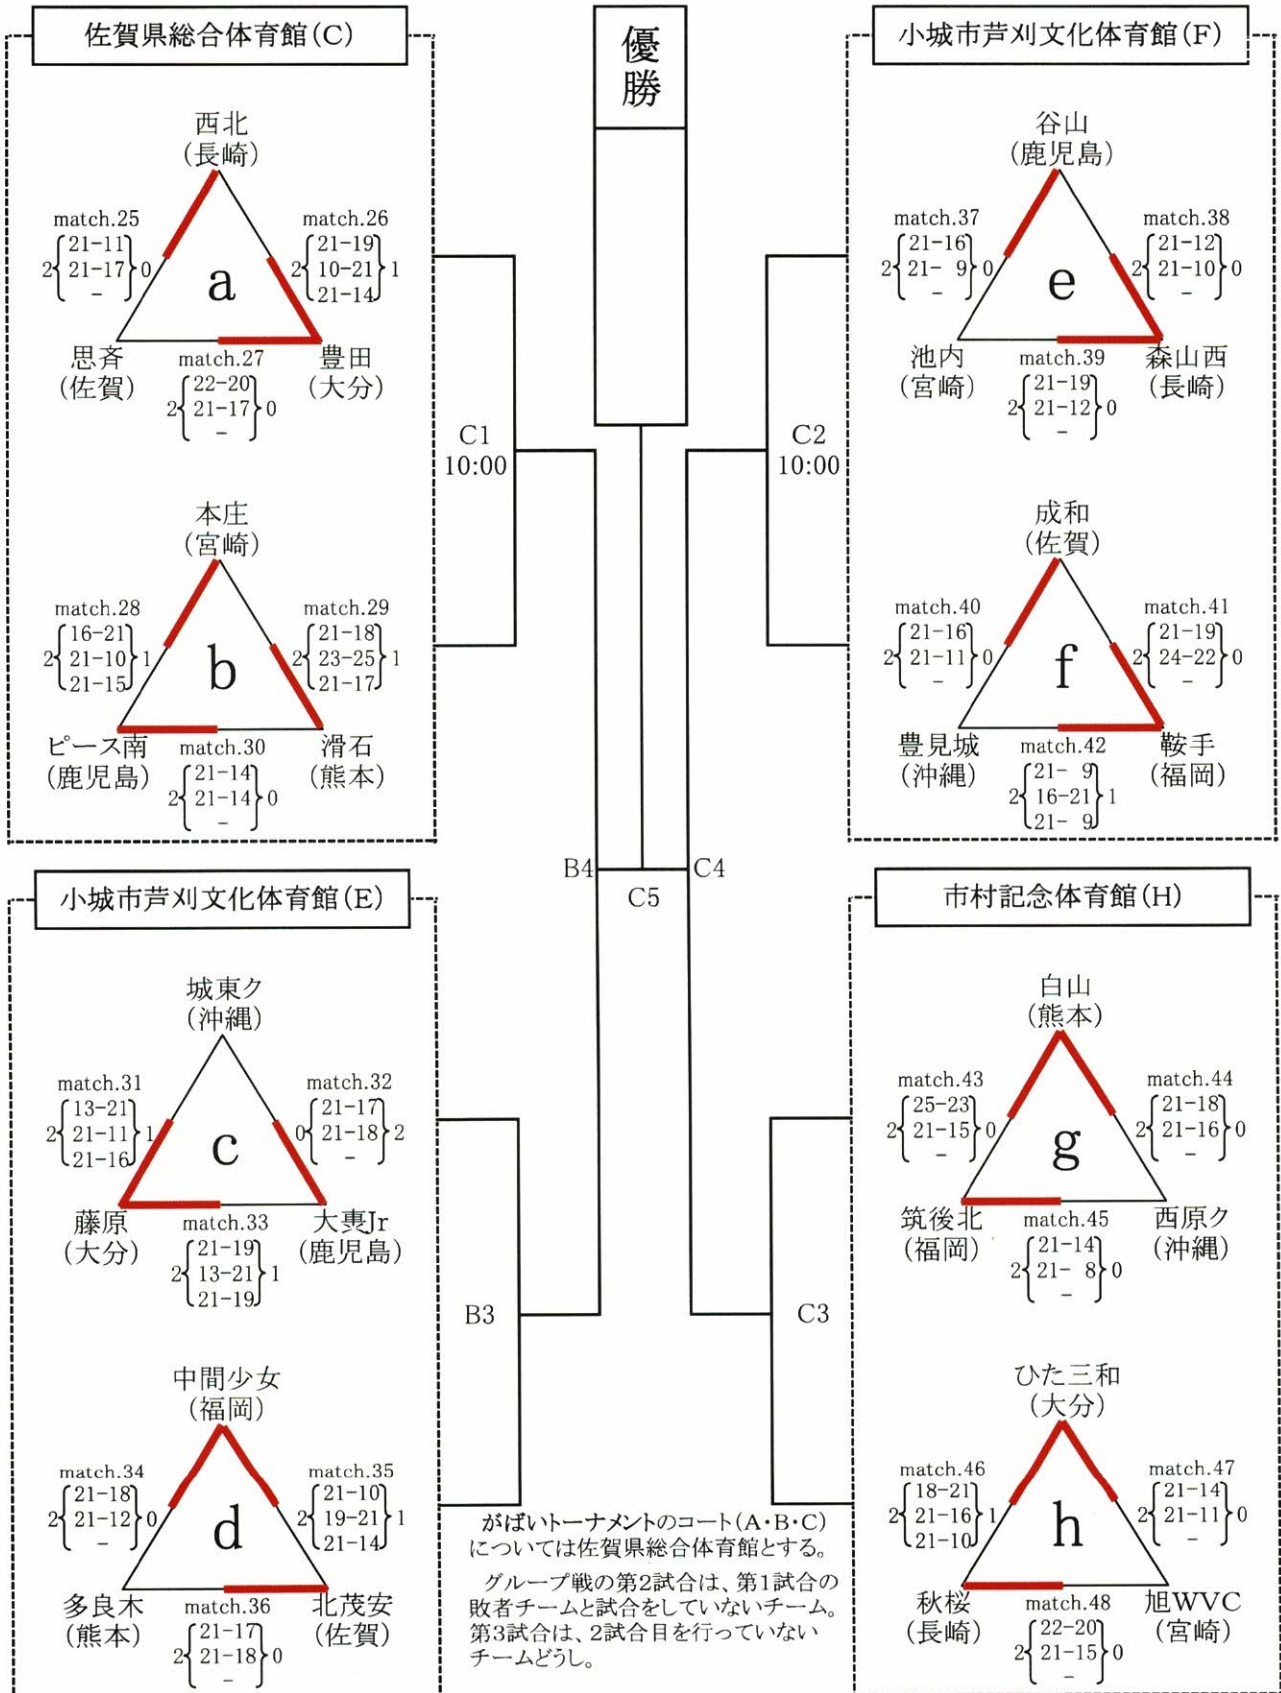 佐賀県総合体育館(C)
西北
(長崎)
match.25
21-11
2 21-17 0
-
match.26
21-19
2 10-21 1
21-14
a
思斉
(佐賀)
match.27
22-20
2 21-17 0
-
豊田
(大分)
本庄
(宮崎)
match.28
16-21
2 21-10 1
21-15
match.29
21-18
2 23-25 1
21-17
b
ピース南
(鹿児島)
match.30
21-14
2 21-14 0
-
滑石
(熊本)
小城市芦刈文化体育館(E)
城東ク
(沖縄)
match.31
13-21
2 21-11 1
21-16
match.32
21-17
0 21-18 2
-
c
藤原
(大分)
match.33
21-19
2 13-21 1
21-19
Jr
(鹿児島)
中間少女
(福岡)
match.34
21-18
2 21-12 0
-
match.35
21-10
2 19-21 1
21-14
d
多良木
(熊本)
match.36
21-17
2 21-18 0
-
北茂安
(佐賀)
優
勝
C1
10:00
C2
10:00
B4
C4
C5
B3
C3
がばいトーナメントのコート(A・B・C)
については佐賀県総合体育館とする。
グループ戦の第2試合は、第1試合の
敗者チームと試合をしていないチーム。
第3試合は、2試合目を行っていない
チームどうし。
小城市芦刈文化体育館(F)
谷山
(鹿児島)
match.37
21-16
2 21- 9 0
-
match.38
21-12
2 21-10 0
-
e
池内
(宮崎)
match.39
21-19
2 21-12 0
-
森山西
(長崎)
成和
(佐賀)
match.40
21-16
2 21-11 0
-
match.41
21-19
2 24-22 0
-
f
豊見城
(沖縄)
match.42
21- 9
2 16-21 1
21- 9
鞍手
(福岡)
市村記念体育館(H)
白山
(熊本)
match.43
25-23
2 21-15 0
-
match.44
21-18
2 21-16 0
-
g
筑後北
(福岡)
match.45
21-14
2 21- 8 0
-
西原ク
(沖縄)
ひた三和
(大分)
match.46
18-21
2 21-16 1
21-10
match.47
21-14
2 21-11 0
-
h
秋桜
(長崎)
match.48
22-20
2 21-15 0
-
旭WVC
(宮崎)